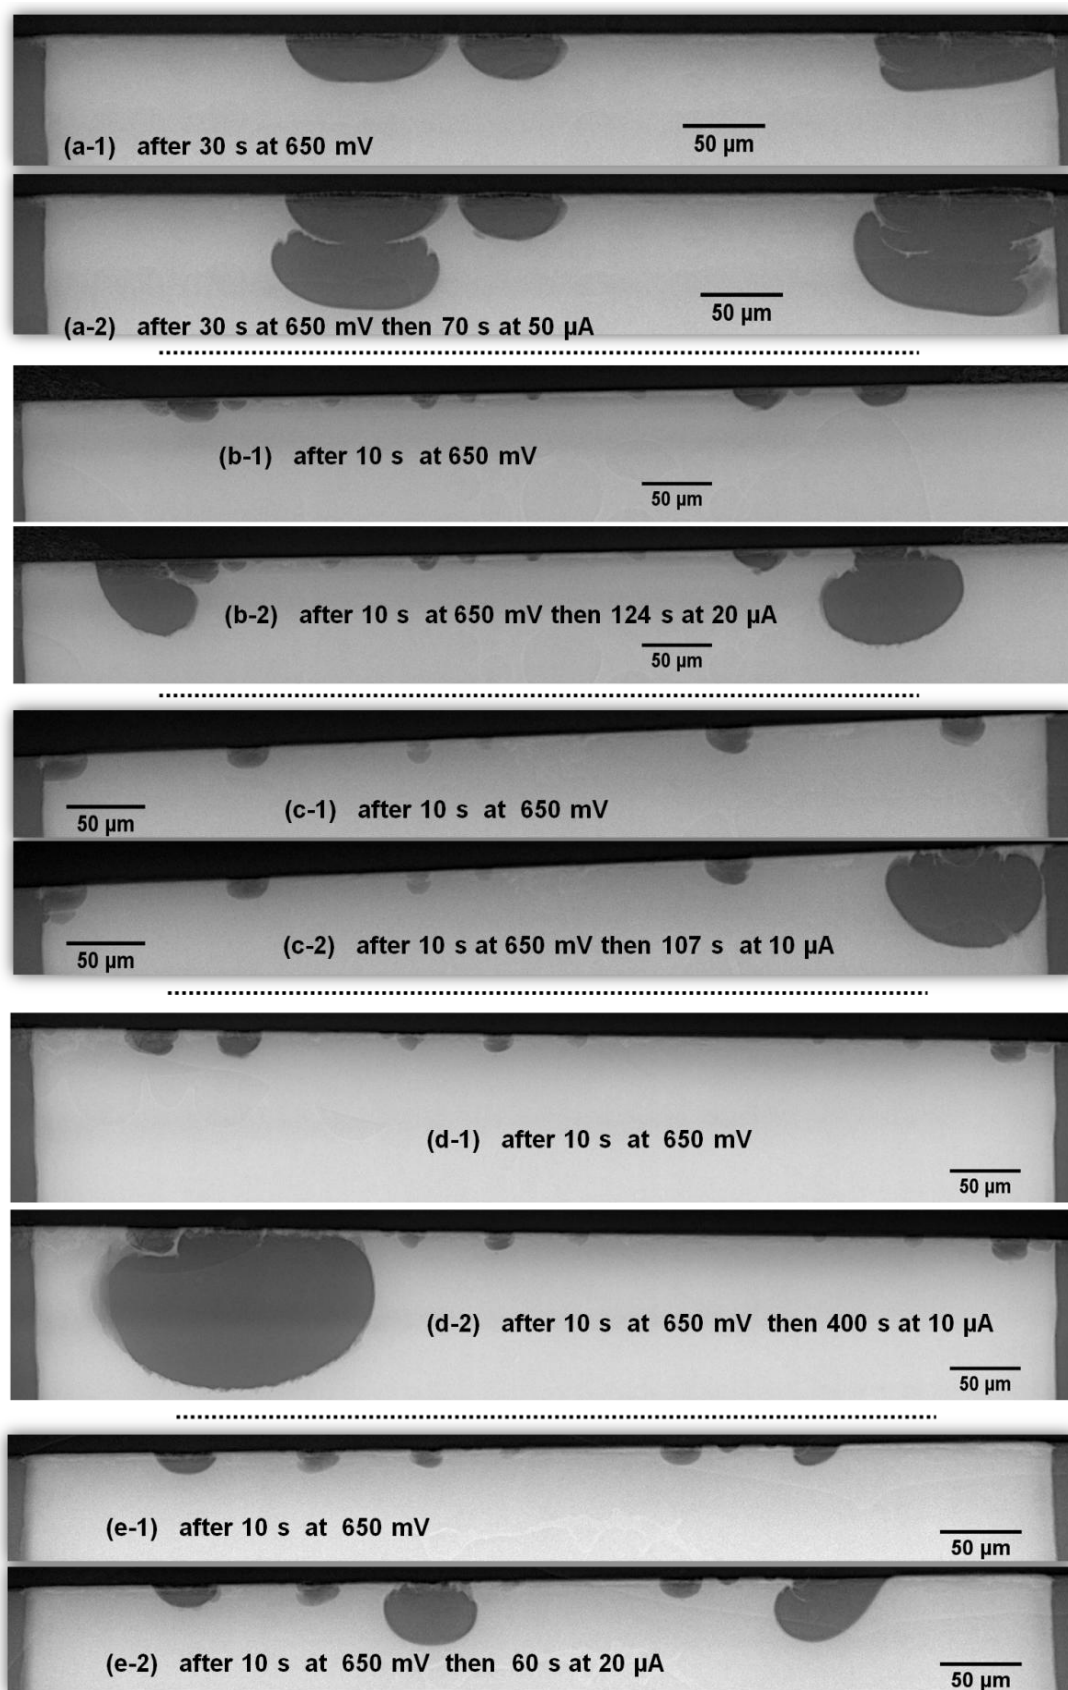 50 µm
(a-1) after 30 s at 650 mV
50 µm
(a-2) after 30 s at 650 mV then 70 s at 50 µA
(b-1) after 10 s at 650 mV
50 µm
(b-2) after 10 s at 650 mV then 124 s at 20 µA
50 µm
(c-1) after 10 s at 650 mV
50 µm
(c-2) after 10 s at 650 mV then 107 s at 10 µA
50 µm
(d-1) after 10 s at 650 mV
50 µm
(d-2) after 10 s at 650 mV then 400 s at 10 µA
50 µm
(e-1) after 10 s at 650 mV
50 µm
(e-2) after 10 s at 650 mV then 60 s at 20 µA
50 µm